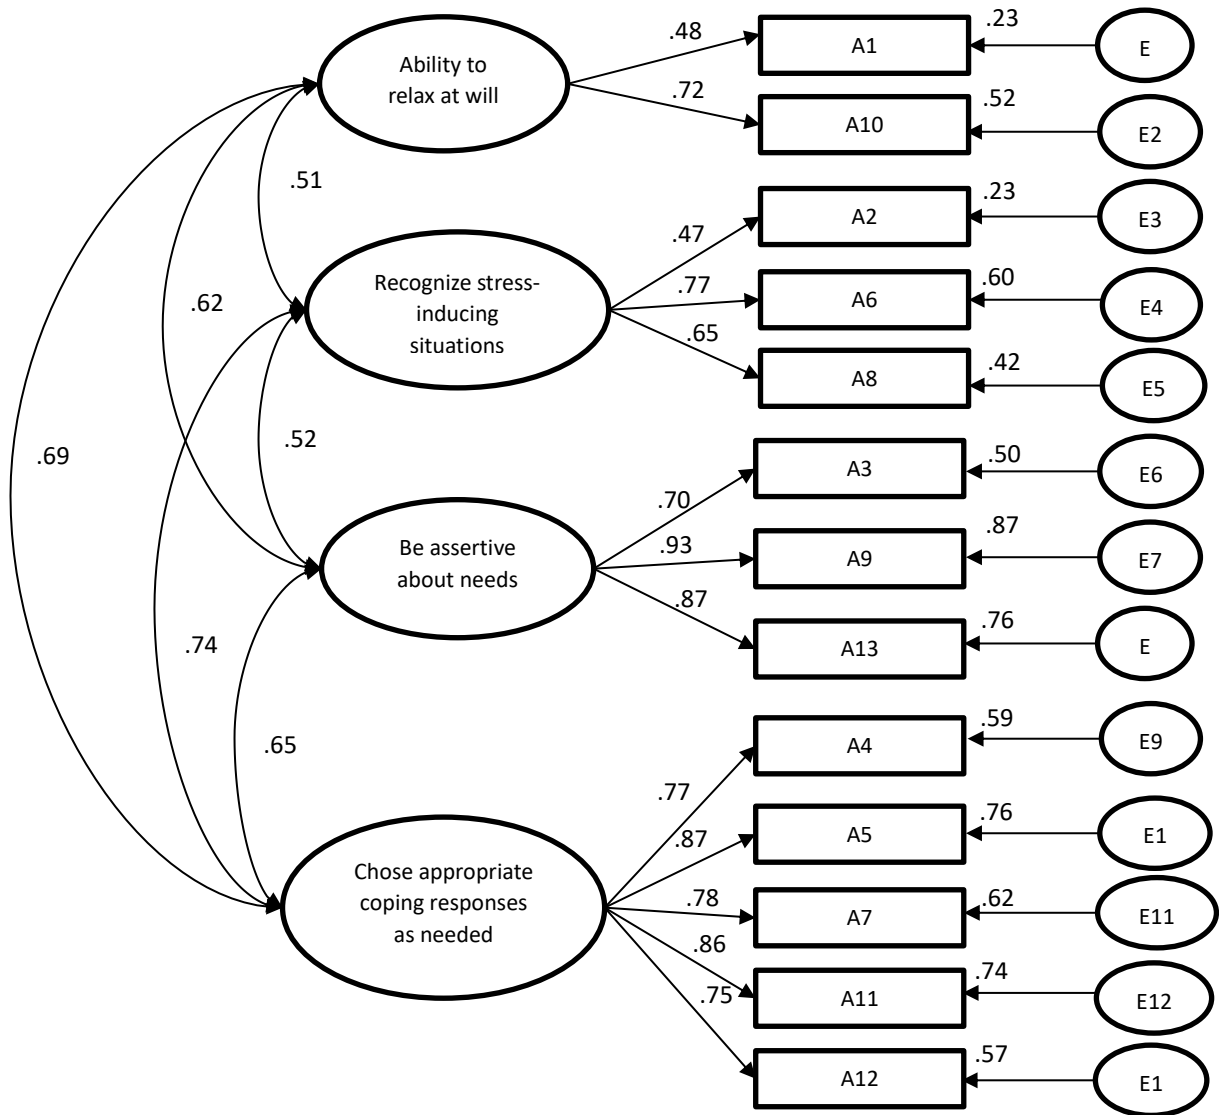 .48
A1
.23
E
Ability to
relax at will
.72
A10
.52
E2
.51
.47
A2
.23
E3
Recognize stress-
inducing
situations
.77
A6
.60
E4
.62
.65
A8
.42
E5
.69
.52
.70
A3
.50
E6
Be assertive
about needs
.93
A9
.87
E7
.87
A13
.76
E
.74
.65
.77
A4
.59
E9
.87
A5
.76
E1
Chose appropriate
coping responses
as needed
.78
A7
.62
E11
.86
A11
.74
E12
.75
A12
.57
E1